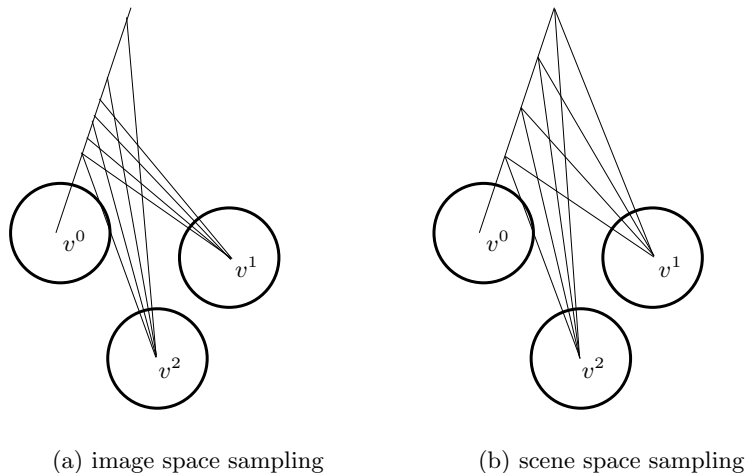 v^0
v^1
v^2
(a) image space sampling
v^0
v^1
v^2
(b) scene space sampling